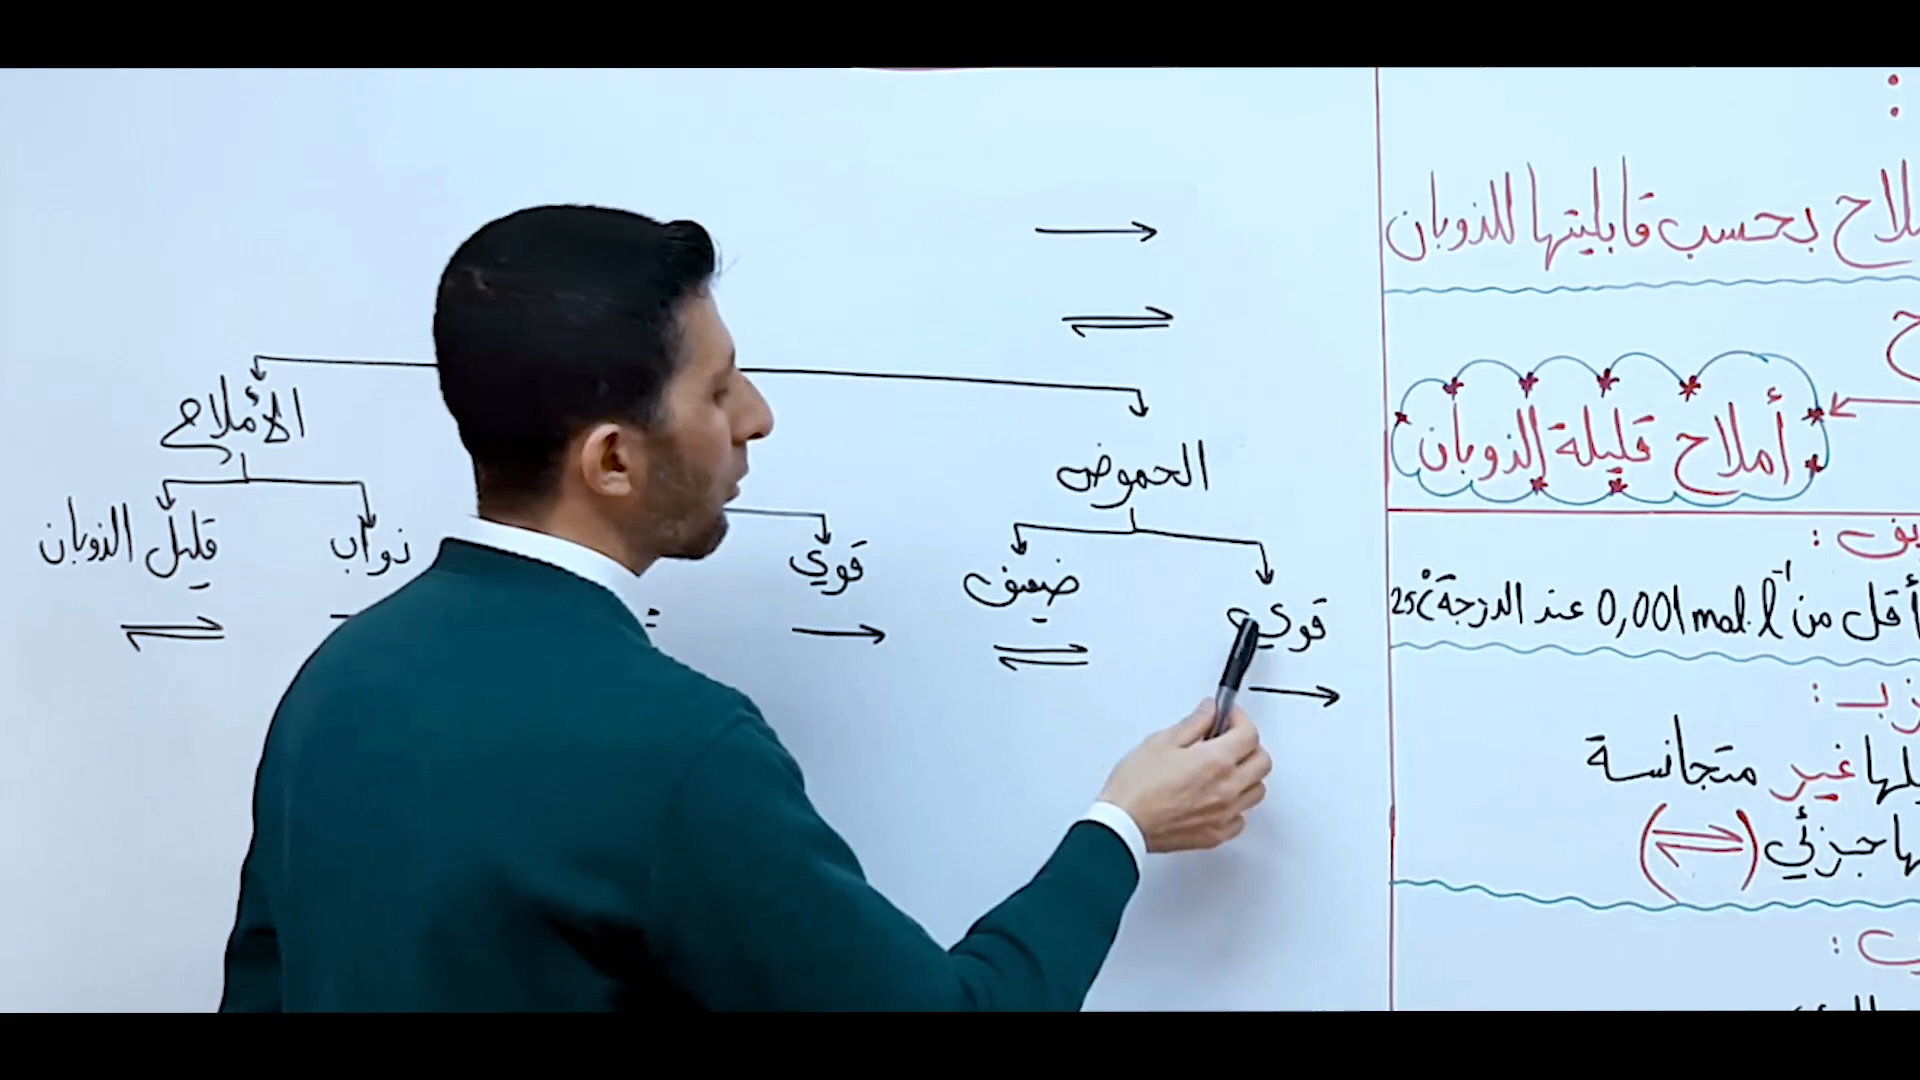 بحسب قابليتها للذوبان
أملاح قليلة الذوبان
أقل من 0,001 mol.l⁻¹ عند الدرجة 25°C
غير متجانسة
جزئي (⇌)
→
⇌
الحموض
قوي
→
ضعيف
⇌
قوي
→
الأملاح
ذواب
قليل الذوبان
⇌